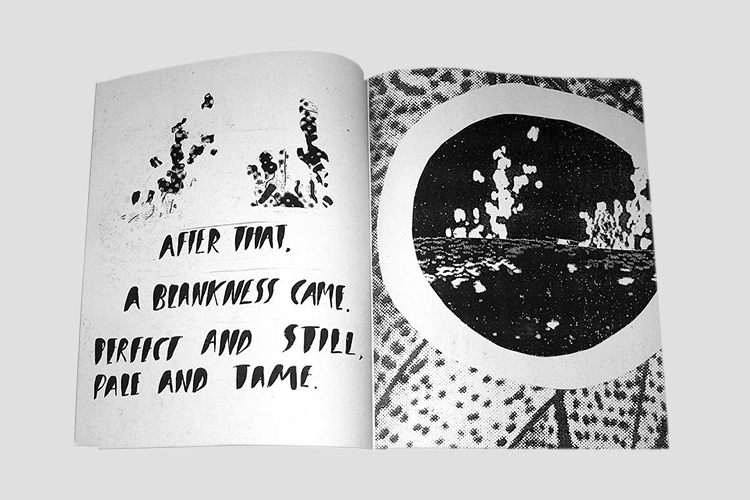 AFTER THAT,
A BLANKNESS CAME.
PERFECT AND STILL,
PALE AND TAME.